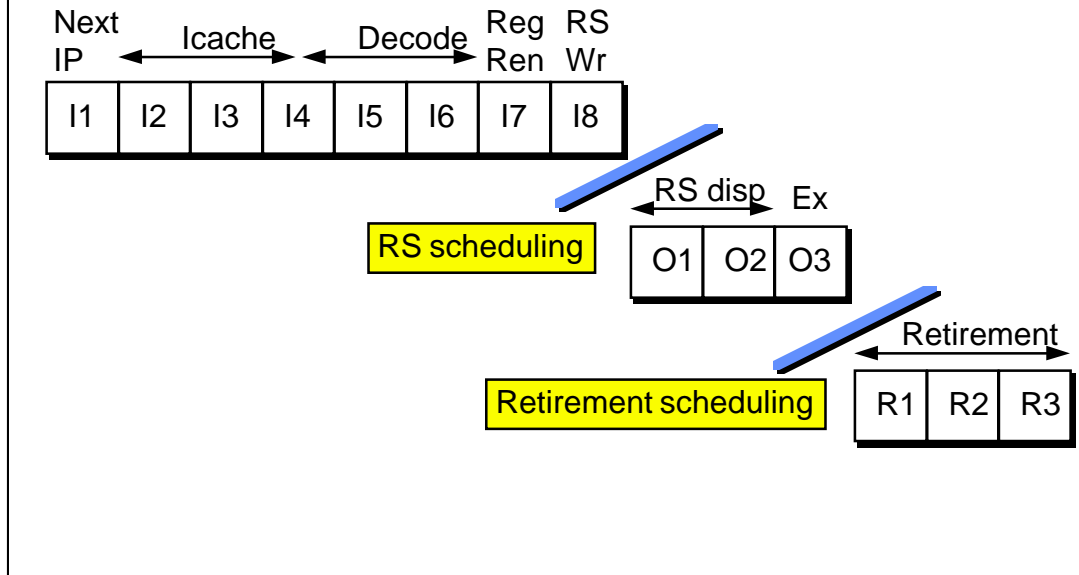 Next IP
Icache
Decode
Reg Ren
RS Wr
I1 I2 I3 I4 I5 I6 I7 I8
RS disp
Ex
RS scheduling
O1 O2 O3
Retirement
Retirement scheduling
R1 R2 R3